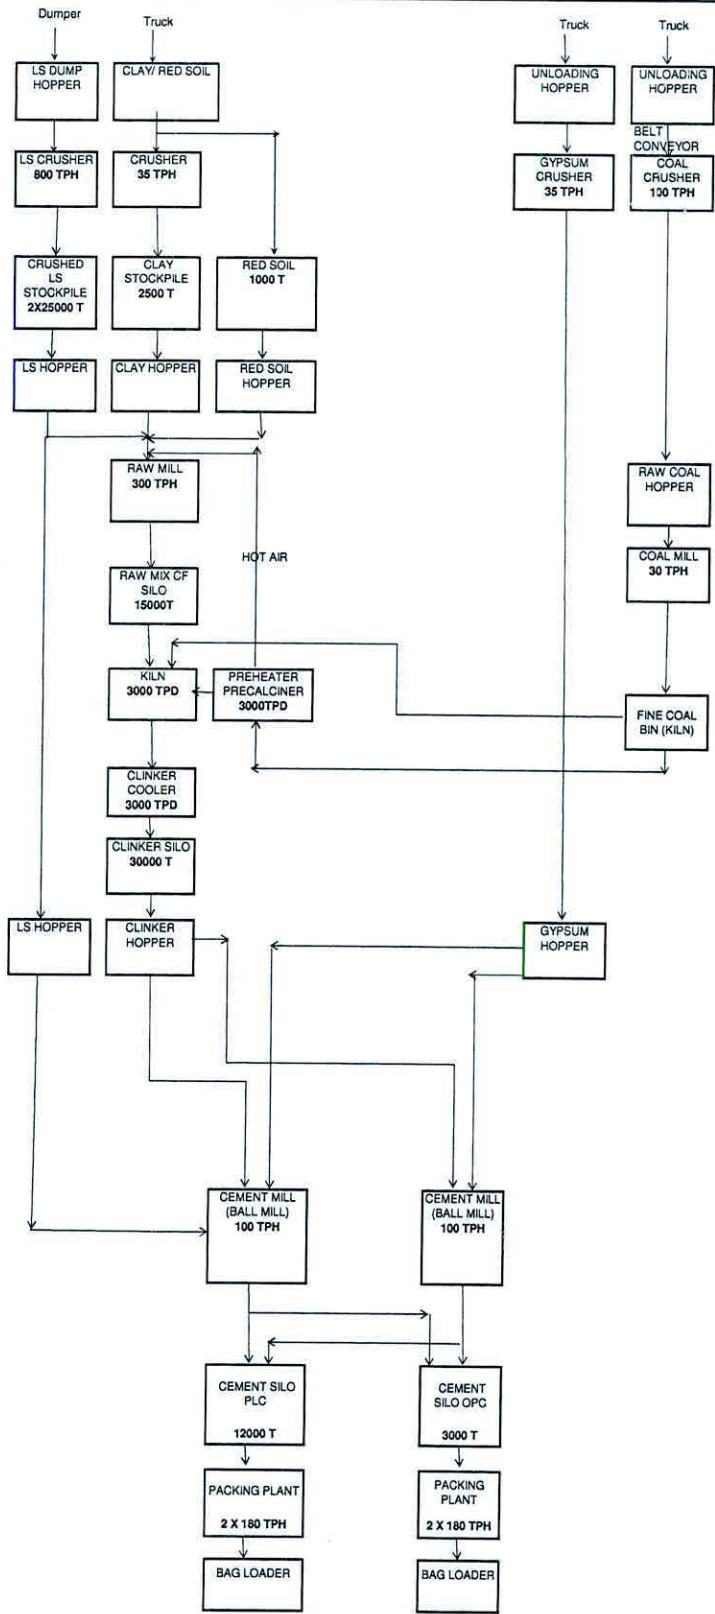 Dumper
Truck
Truck
Truck
LS DUMP
HOPPER
CLAY/ RED SOIL
UNLOADING
HOPPER
UNLOADING
HOPPER
BELT
CONVEYOR
LS CRUSHER
800 TPH
CRUSHER
35 TPH
GYPSUM
CRUSHER
35 TPH
COAL
CRUSHER
100 TPH
CRUSHED
LS
STOCKPILE
2X25000 T
CLAY
STOCKPILE
2500 T
RED SOIL
1000 T
LS HOPPER
CLAY HOPPER
RED SOIL
HOPPER
RAW MILL
300 TPH
RAW COAL
HOPPER
HOT AIR
COAL MILL
30 TPH
RAW MIX CF
SILO
15000T
KILN
3000 TPD
PREHEATER
PRECALCINER
3000TPD
FINE COAL
BIN (KILN)
CLINKER
COOLER
3000 TPD
CLINKER SILO
30000 T
LS HOPPER
CLINKER
HOPPER
GYPSUM
HOPPER
CEMENT MILL
(BALL MILL)
100 TPH
CEMENT MILL
(BALL MILL)
100 TPH
CEMENT SILO
PLC
12000 T
CEMENT
SILO OPC
3000 T
PACKING PLANT
2 X 180 TPH
PACKING
PLANT
2 X 180 TPH
BAG LOADER
BAG LOADER